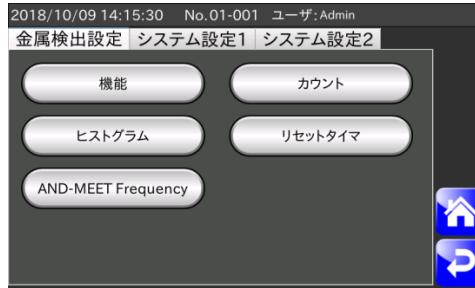 2018/10/09 14:15:30 No.01-001 ユーザ:Admin
金属検出設定 システム設定1 システム設定2
機能 カウント
ヒストグラム リセットタイマ
AND-MEET Frequency